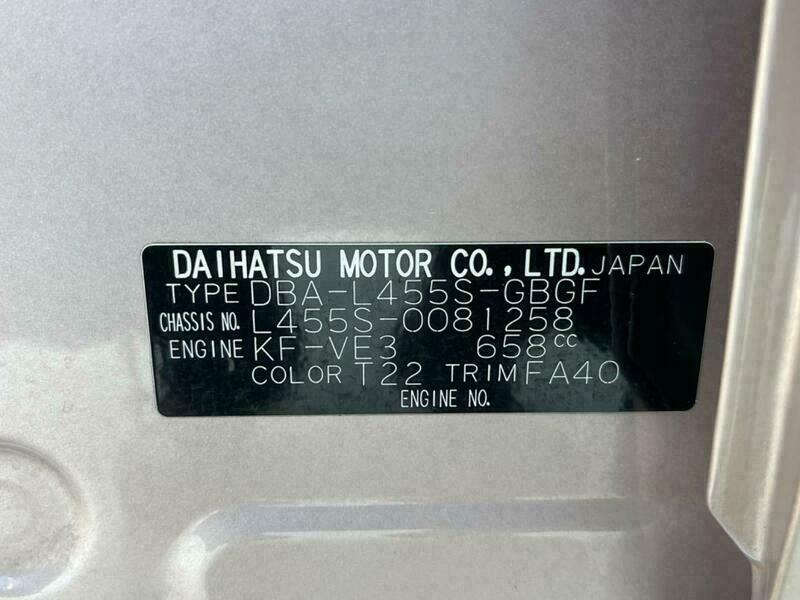 DAIHATSU MOTOR CO., LTD. JAPAN
TYPE DBA-L455S-GBGF
CHASSIS NO. L455S-0081258
ENGINE KF-VE3 658cc
COLOR T22 TRIM FA40
ENGINE NO.